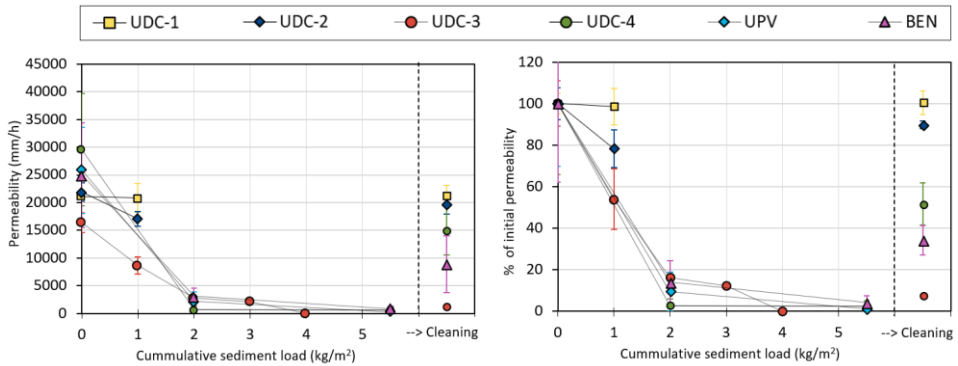 UDC-1 UDC-2 UDC-3 UDC-4 UPV BEN
Permeability (mm/h)
45000
40000
35000
30000
25000
20000
15000
10000
5000
0
0 1 2 3 4 5 --> Cleaning
Cummulative sediment load (kg/m²)
% of initial permeability
120
100
80
60
40
20
0
0 1 2 3 4 5 --> Cleaning
Cummulative sediment load (kg/m²)